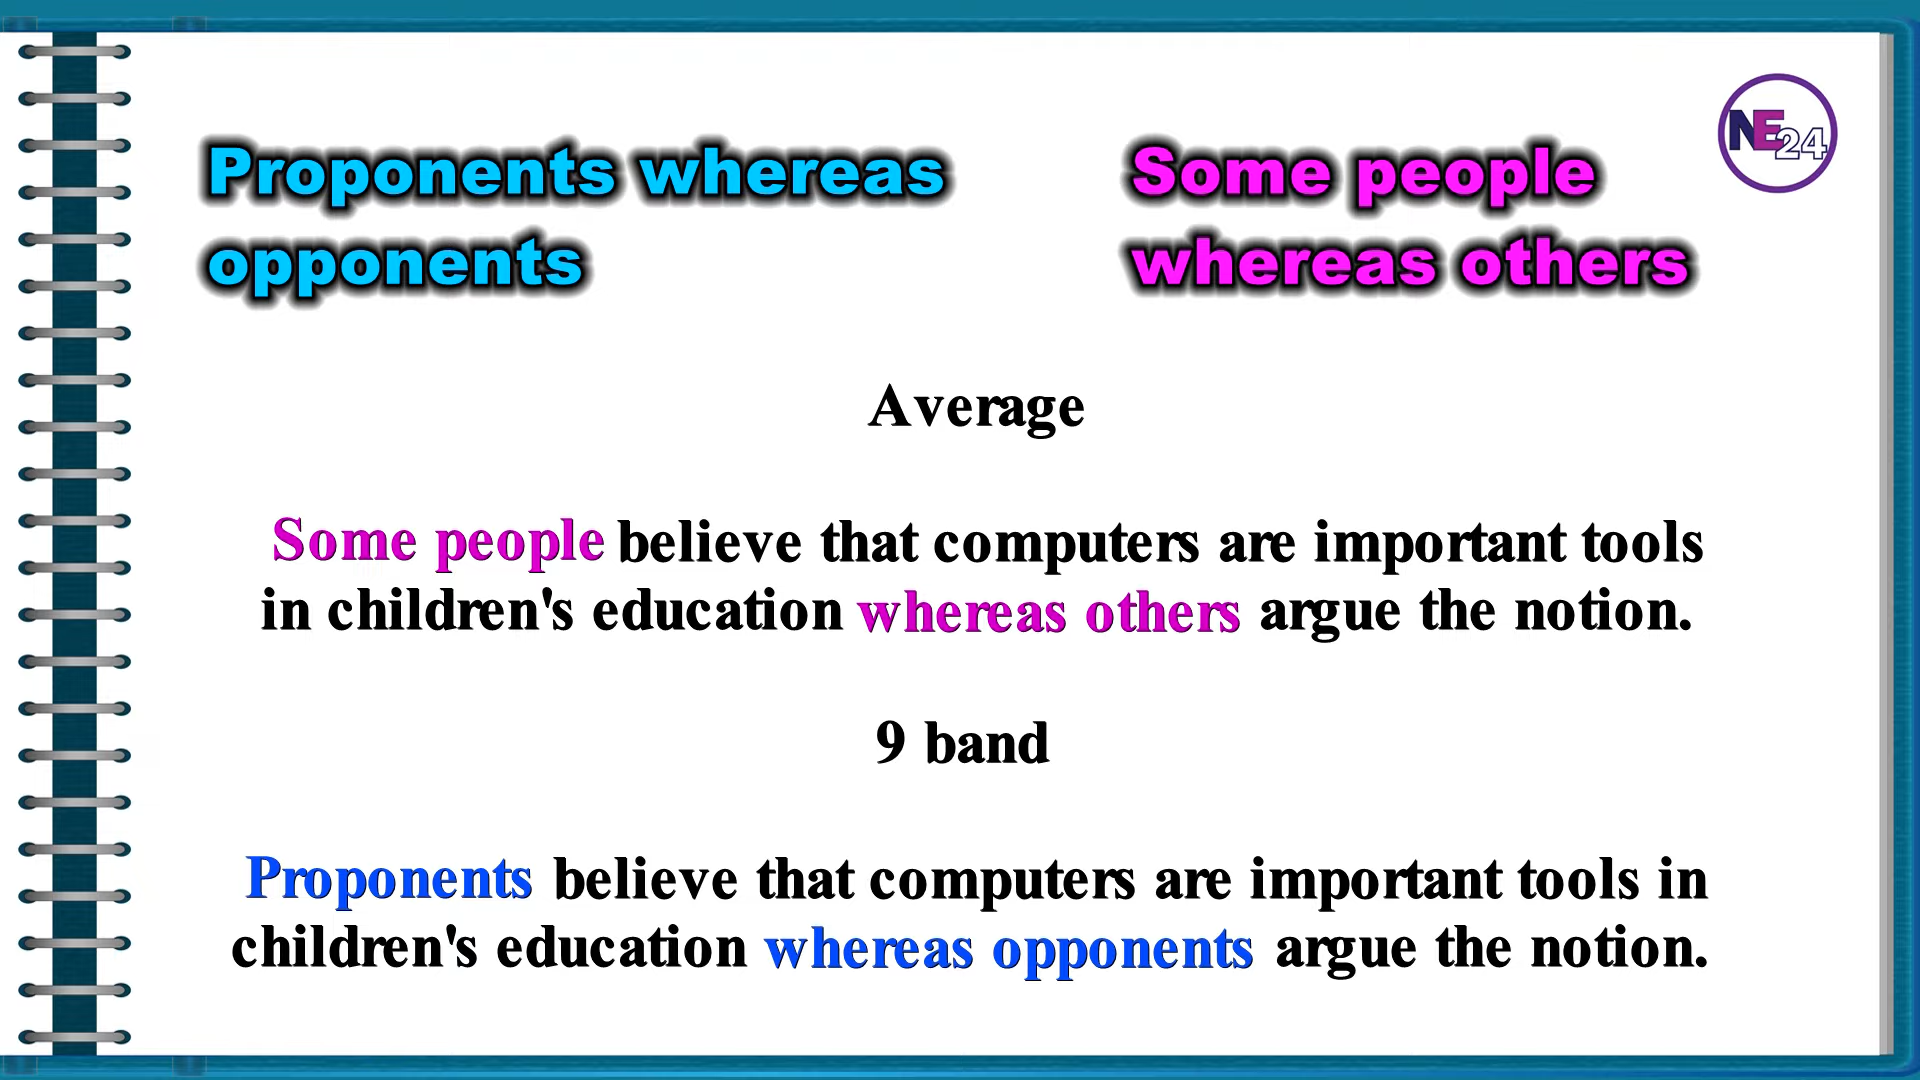 Proponents whereas
opponents
Some people
whereas others
NE24
Average
Some people believe that computers are important tools
in children's education whereas others argue the notion.
9 band
Proponents believe that computers are important tools in
children's education whereas opponents argue the notion.